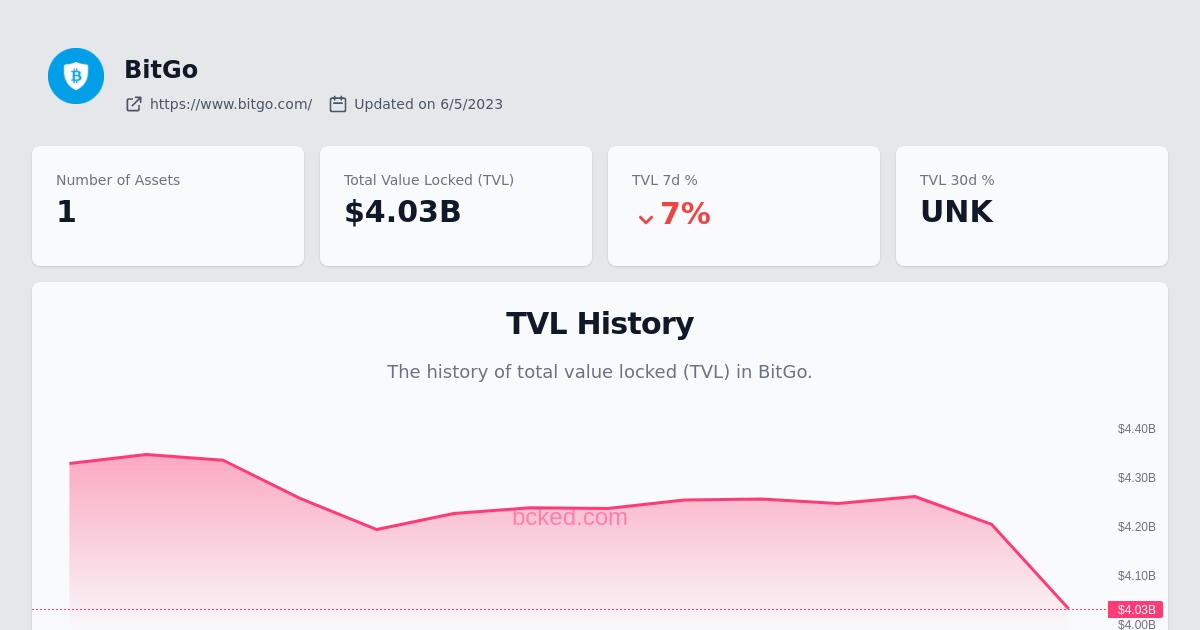 BitGo
https://www.bitgo.com/ Updated on 6/5/2023
Number of Assets
1
Total Value Locked (TVL)
$4.03B
TVL 7d %
7%
TVL 30d %
UNK
TVL History
The history of total value locked (TVL) in BitGo.
$4.40B
$4.30B
bcked.com
$4.20B
$4.10B
$4.03B
$4.00B